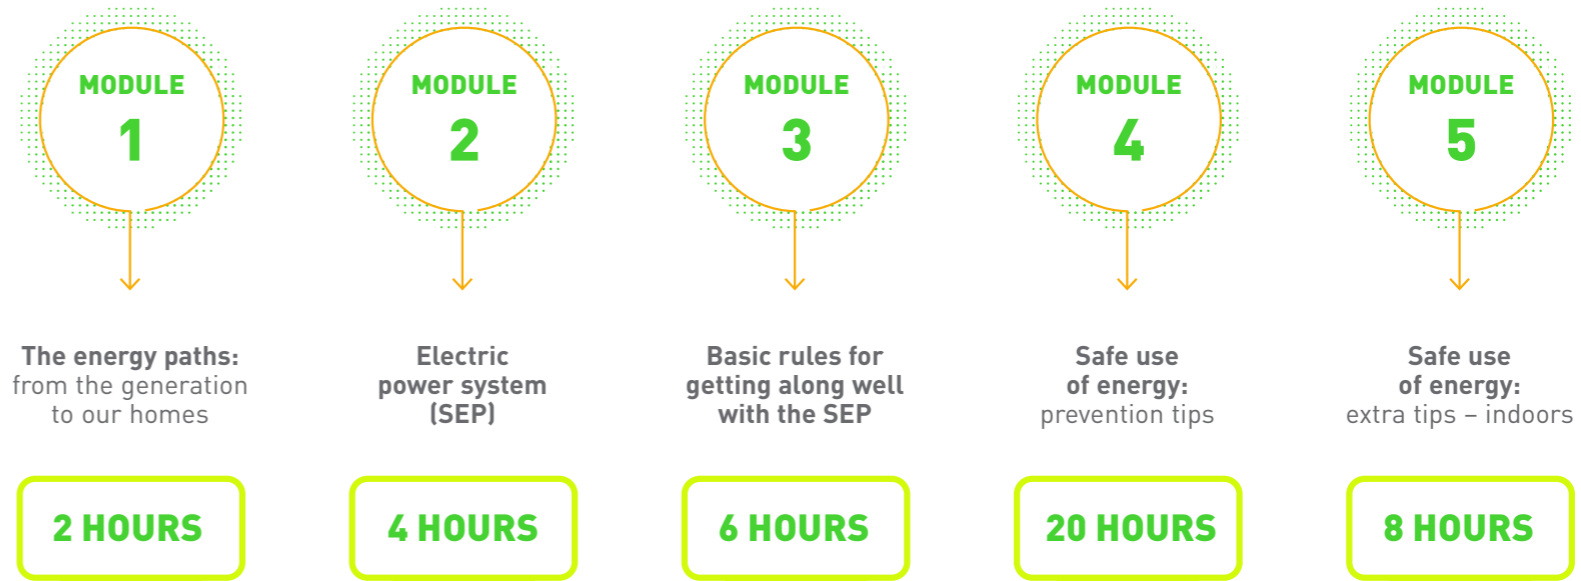 MODULE
1
The energy paths:
from the generation
to our homes
2 HOURS
MODULE
2
Electric
power system
(SEP)
4 HOURS
MODULE
3
Basic rules for
getting along well
with the SEP
6 HOURS
MODULE
4
Safe use
of energy:
prevention tips
20 HOURS
MODULE
5
Safe use
of energy:
extra tips – indoors
8 HOURS